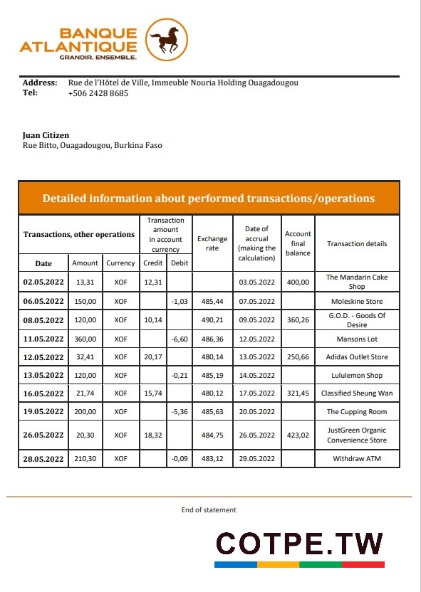 BANQUE
ATLANTIQUE
GRANDIR. ENSEMBLE.
Address: Rue de l'Hôtel de Ville, Immeuble Nouria Holding Ouagadougou
Tel: +506 2428 8685
Juan Citizen
Rue Bitto, Ouagadougou, Burkina Faso
Detailed information about performed transactions/operations
Transactions, other operations Transaction amount in account currency Exchange rate Date of accrual (making the calculation) Account final balance Transaction details
Date Amount Currency Credit Debit
02.05.2022 13,31 XOF 12,31 03.05.2022 400,00 The Mandarin Cake Shop
06.05.2022 150,00 XOF -1,03 485,44 07.05.2022 Moleskine Store
08.05.2022 120,00 XOF 10,14 490,21 09.05.2022 360,26 G.O.D. - Goods Of Desire
11.05.2022 360,00 XOF -6,60 486,36 12.05.2022 Mansons Lot
12.05.2022 32,41 XOF 20,17 480,14 13.05.2022 250,66 Adidas Outlet Store
13.05.2022 120,00 XOF -0,21 485,19 14.05.2022 Lululemon Shop
16.05.2022 21,74 XOF 15,74 480,12 17.05.2022 321,45 Classified Sheung Wan
19.05.2022 200,00 XOF -5,36 485,63 20.05.2022 The Cupping Room
26.05.2022 20,30 XOF 18,32 484,75 26.05.2022 423,02 JustGreen Organic Convenience Store
28.05.2022 210,30 XOF -0,09 483,12 29.05.2022 Withdraw ATM
End of statement
COTPE.TW